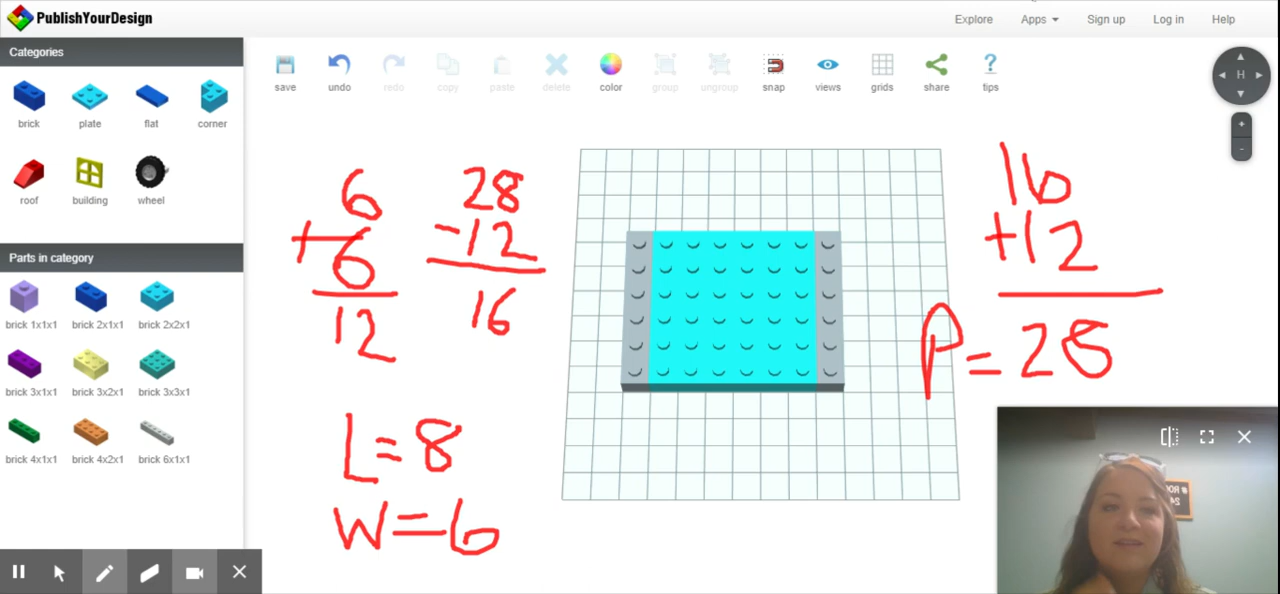 PublishYourDesign
Explore Apps Sign up Log in Help
Categories
brick plate flat corner
roof building wheel
Parts in category
brick 1x1x1 brick 2x1x1 brick 2x2x1
brick 3x1x1 brick 3x2x1 brick 3x3x1
brick 4x1x1 brick 4x2x1 brick 6x1x1
save undo redo copy paste delete color group ungroup snap views grids share tips
H
+
-
6
+6
12
28
-12
16
L=8
W=6
16
+12
P=28